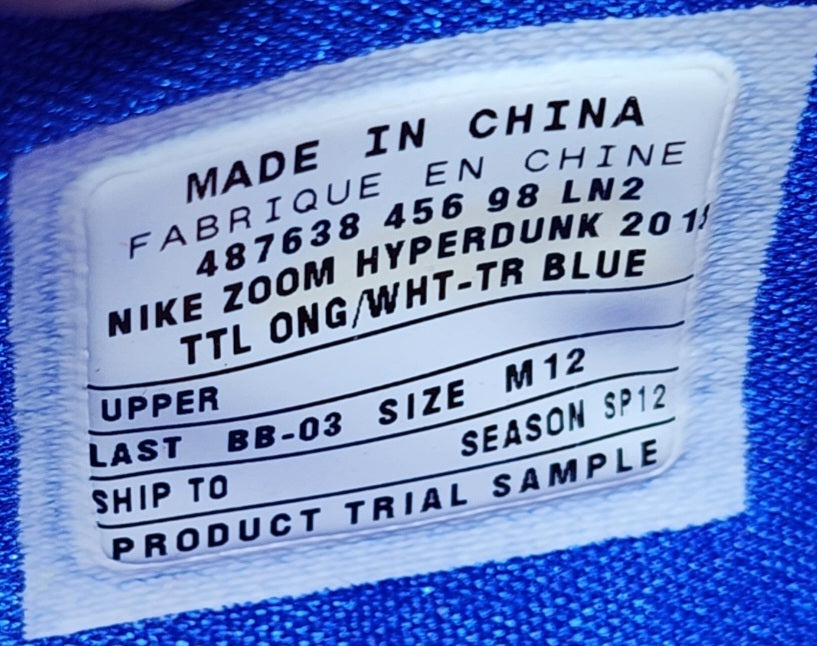 MADE IN CHINA
FABRIQUE EN CHINE
487638 456 98 LN2
NIKE ZOOM HYPERDUNK
TTL ONG/WHT-TR BLUE
UPPER
LAST BB-03 SIZE M12
SHIP TO SEASON SP12
PRODUCT TRIAL SAMPLE